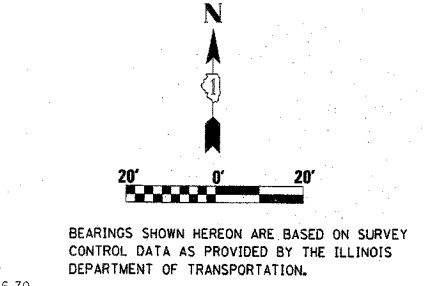 N
1
20' 0' 20'
BEARINGS SHOWN HEREON ARE BASED ON SURVEY
CONTROL DATA AS PROVIDED BY THE ILLINOIS
DEPARTMENT OF TRANSPORTATION.